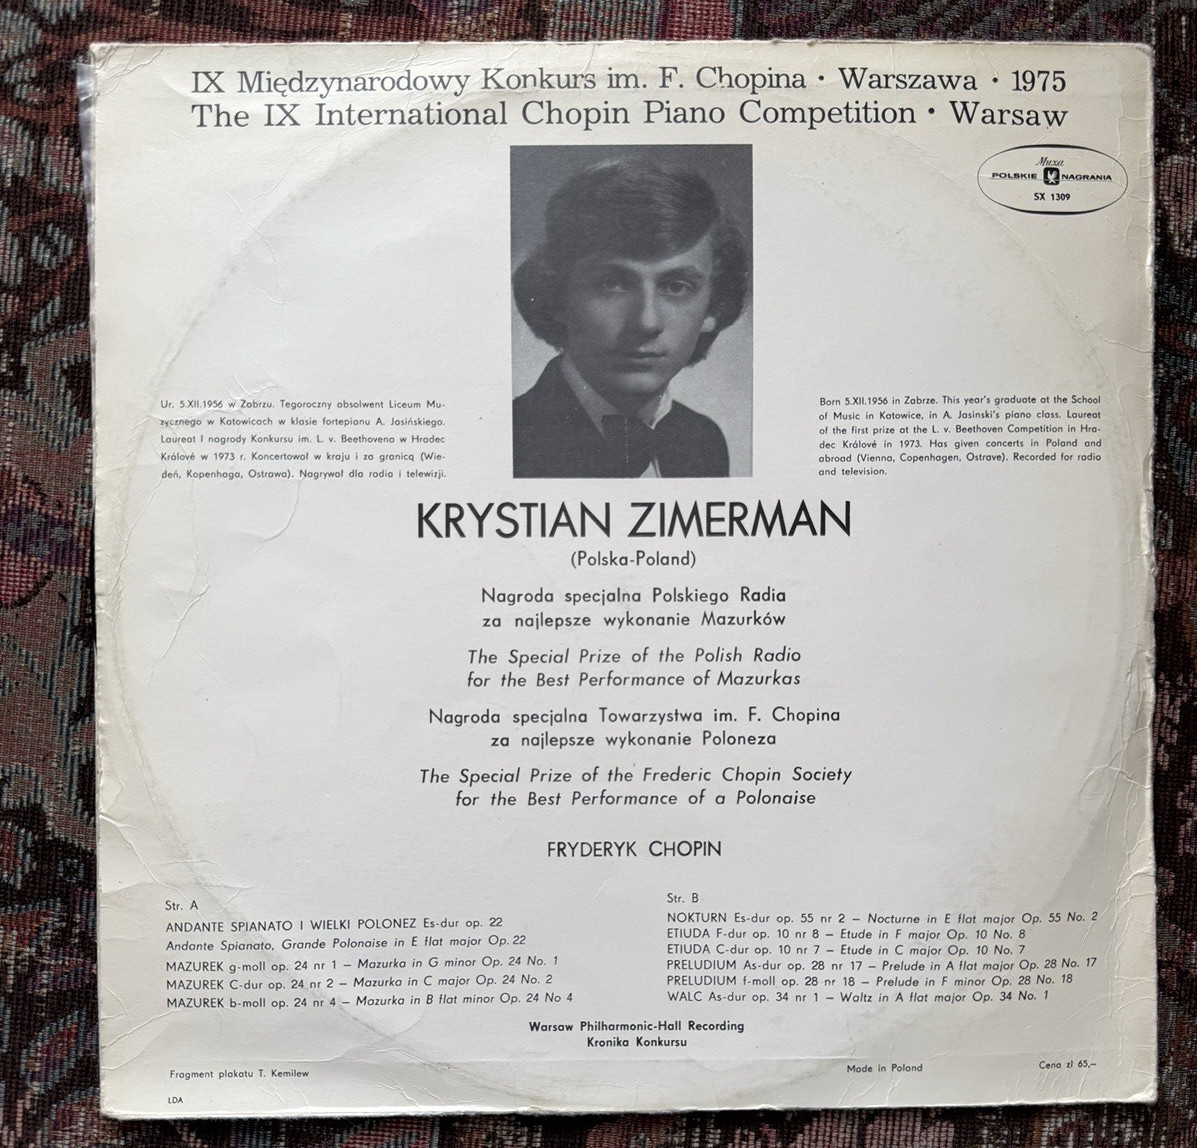 IX Międzynarodowy Konkurs im. F. Chopina • Warszawa • 1975
The IX International Chopin Piano Competition • Warsaw
Muza
POLSKIE NAGRANIA
SX 1309
Ur. 5.XII.1956 w Zabrzu. Tegoroczny absolwent Liceum Mu-
zycznego w Katowicach w klasie fortepianu A. Jasińskiego.
Laureat I nagrody Konkursu im. L. v. Beethovena w Hradec
Králové w 1973 r. Koncertował w kraju i za granicą (Wie-
deń, Kopenhaga, Ostrawa). Nagrywał dla radia i telewizji.
Born 5.XII.1956 in Zabrze. This year's graduate at the School
of Music in Katowice, in A. Jasinski's piano class. Laureat
of the first prize at the L. v. Beethoven Competition in Hra-
dec Králové in 1973. Has given concerts in Poland and
abroad (Vienna, Copenhagen, Ostrave). Recorded for radio
and television.
KRYSTIAN ZIMERMAN
(Polska-Poland)
Nagroda specjalna Polskiego Radia
za najlepsze wykonanie Mazurków
The Special Prize of the Polish Radio
for the Best Performance of Mazurkas
Nagroda specjalna Towarzystwa im. F. Chopina
za najlepsze wykonanie Poloneza
The Special Prize of the Frederic Chopin Society
for the Best Performance of a Polonaise
FRYDERYK CHOPIN
Str. A
ANDANTE SPIANATO I WIELKI POLONEZ Es-dur op. 22
Andante Spianato, Grande Polonaise in E flat major Op. 22
MAZUREK g-moll op. 24 nr 1 – Mazurka in G minor Op. 24 No. 1
MAZUREK C-dur op. 24 nr 2 – Mazurka in C major Op. 24 No. 2
MAZUREK b-moll op. 24 nr 4 – Mazurka in B flat minor Op. 24 No 4
Str. B
NOKTURN Es-dur op. 55 nr 2 – Nocturne in E flat major Op. 55 No. 2
ETIUDA F-dur op. 10 nr 8 – Etude in F major Op. 10 No. 8
ETIUDA C-dur op. 10 nr 7 – Etude in C major Op. 10 No. 7
PRELUDIUM As-dur op. 28 nr 17 – Prelude in A flat major Op. 28 No. 17
PRELUDIUM f-moll op. 28 nr 18 – Prelude in F minor Op. 28 No. 18
WALC As-dur op. 34 nr 1 – Waltz in A flat major Op. 34 No. 1
Warsaw Philharmonic-Hall Recording
Kronika Konkursu
Fragment plakatu T. Kemilew
Made in Poland
Cena zł 65,–
LDA